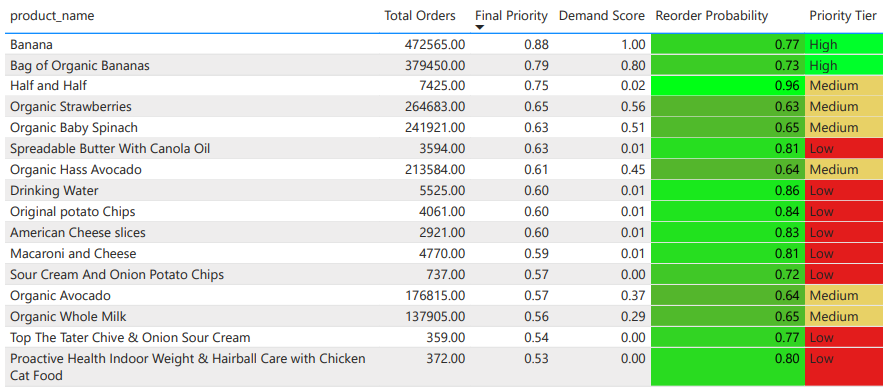 product_name Total Orders Final Priority Demand Score Reorder Probability Priority Tier
Banana 472565.00 0.88 1.00 0.77 High
Bag of Organic Bananas 379450.00 0.79 0.80 0.73 High
Half and Half 7425.00 0.75 0.02 0.96 Medium
Organic Strawberries 264683.00 0.65 0.56 0.63 Medium
Organic Baby Spinach 241921.00 0.63 0.51 0.65 Medium
Spreadable Butter With Canola Oil 3594.00 0.63 0.01 0.81 Low
Organic Hass Avocado 213584.00 0.61 0.45 0.64 Medium
Drinking Water 5525.00 0.60 0.01 0.86 Low
Original potato Chips 4061.00 0.60 0.01 0.84 Low
American Cheese slices 2921.00 0.60 0.01 0.83 Low
Macaroni and Cheese 4770.00 0.59 0.01 0.81 Low
Sour Cream And Onion Potato Chips 737.00 0.57 0.00 0.72 Low
Organic Avocado 176815.00 0.57 0.37 0.64 Medium
Organic Whole Milk 137905.00 0.56 0.29 0.65 Medium
Top The Tater Chive & Onion Sour Cream 359.00 0.54 0.00 0.77 Low
Proactive Health Indoor Weight & Hairball Care with Chicken 372.00 0.53 0.00 0.80 Low
Cat Food